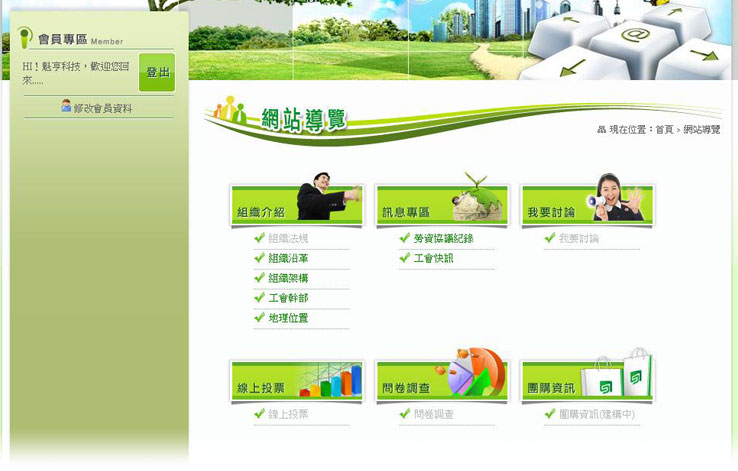 會員專區 Member
HI！魁亨科技，歡迎您回
來.....
登出
修改會員資料
網站導覽
現在位置：首頁 > 網站導覽
組織介紹
組織法規
組織沿革
組織架構
工會幹部
地理位置
訊息專區
勞資協議紀錄
工會快訊
我要討論
我要討論
線上投票
線上投票
問卷調查
問卷調查
團購資訊
團購資訊(建構中)